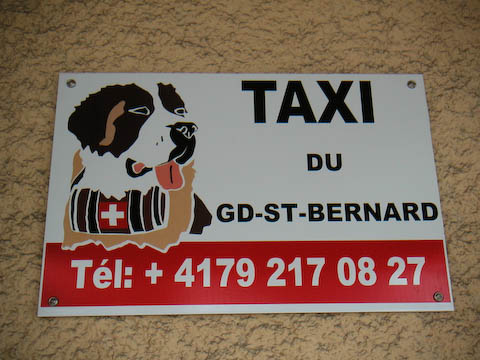 TAXI
DU
GD-ST-BERNARD
Tél: + 4179 217 08 27